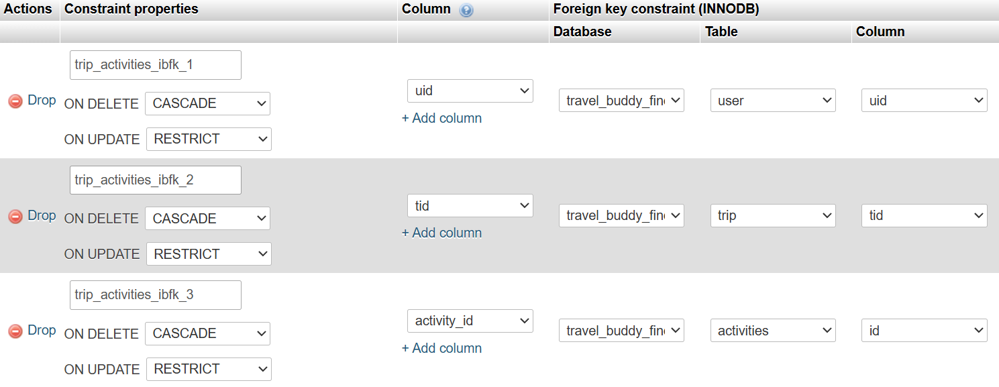 Actions Constraint properties Column Foreign key constraint (INNODB)
Database Table Column
trip_activities_ibfk_1
Drop ON DELETE CASCADE uid travel_buddy_fin user uid
+ Add column
ON UPDATE RESTRICT
trip_activities_ibfk_2
Drop ON DELETE CASCADE tid travel_buddy_fin trip tid
+ Add column
ON UPDATE RESTRICT
trip_activities_ibfk_3
Drop ON DELETE CASCADE activity_id travel_buddy_fin activities id
+ Add column
ON UPDATE RESTRICT